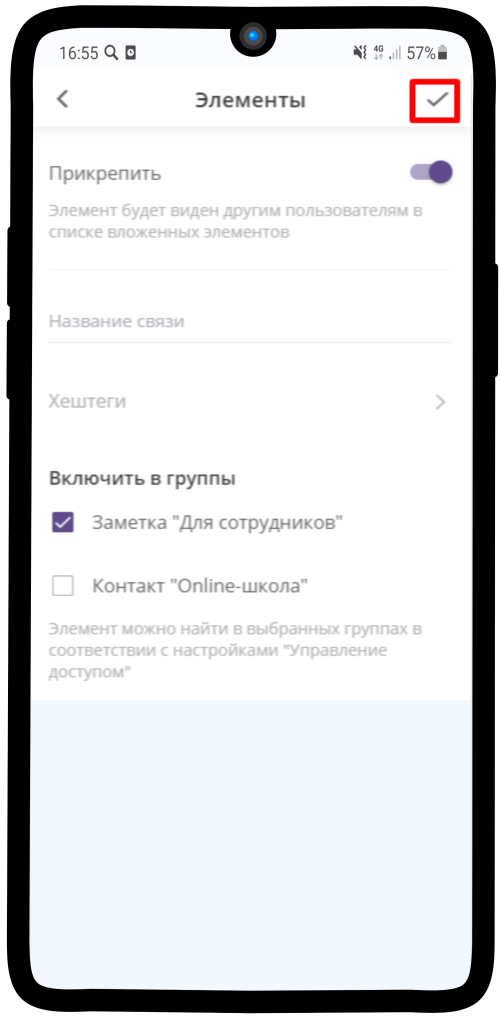 16:55 4G 57%
Элементы
Прикрепить
Элемент будет виден другим пользователям в
списке вложенных элементов
Название связи
Хештеги
Включить в группы
Заметка "Для сотрудников"
Контакт "Online-школа"
Элемент можно найти в выбранных группах в
соответствии с настройками "Управление
доступом"